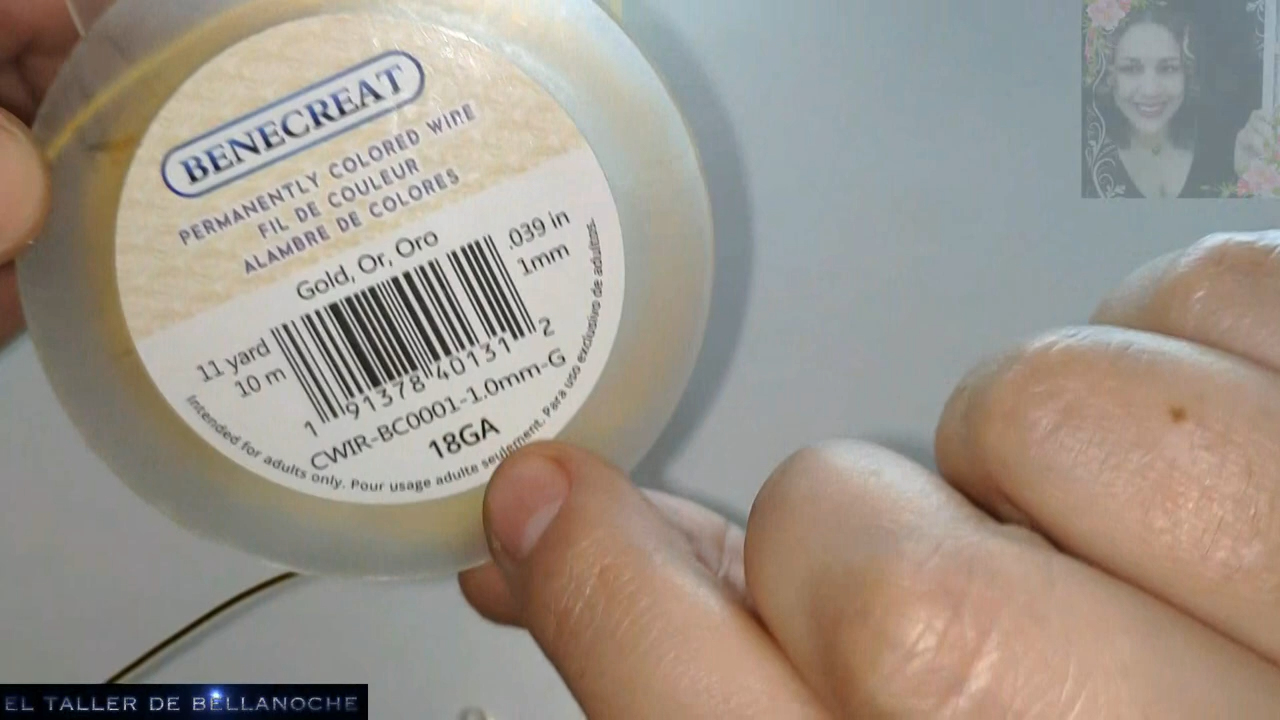 BENECREAT
PERMANENTLY COLORED WIRE
FIL DE COULEUR
ALAMBRE DE COLORES
Gold, Or, Oro
.039 in
1mm
11 yard
10 m
1 91378 40131 2
CWIR-BC0001-1.0mm-G
18GA
Intended for adults only. Pour usage adulte seulement. Para uso exclusivo de adultos.
EL TALLER DE BELLANOCHE